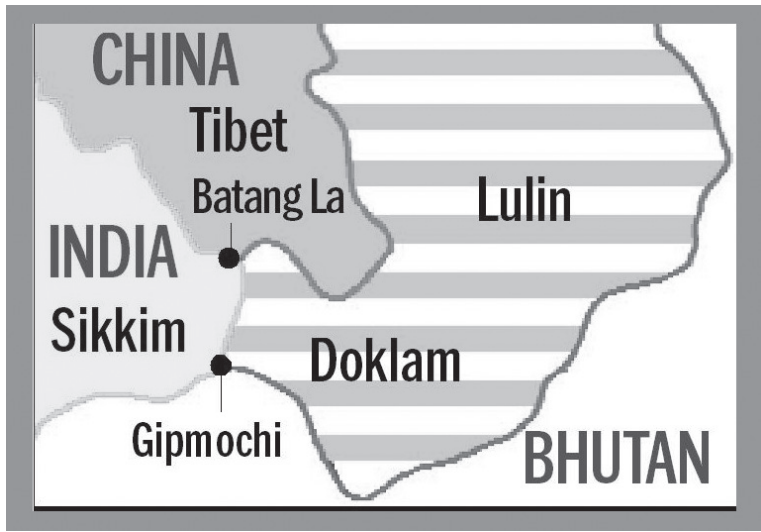 CHINA
Tibet
Batang La
Lulin
INDIA
Sikkim
Doklam
Gipmochi
BHUTAN